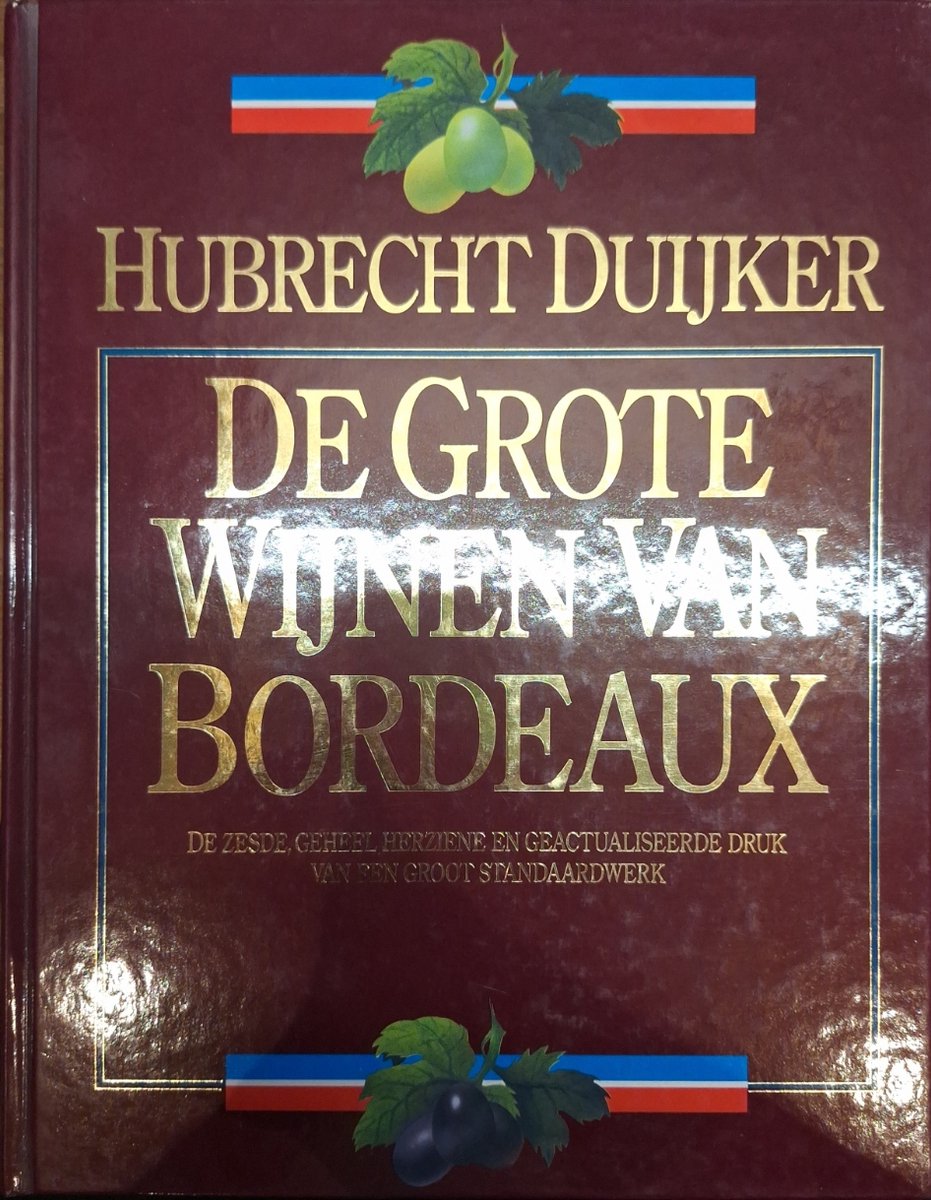 HUBRECHT DUIJKER
DE GROTE
WIJNEN VAN
BORDEAUX
DE ZESDE, GEHEEL HERZIENE EN GEACTUALISEERDE DRUK
VAN EEN GROOT STANDAARDWERK